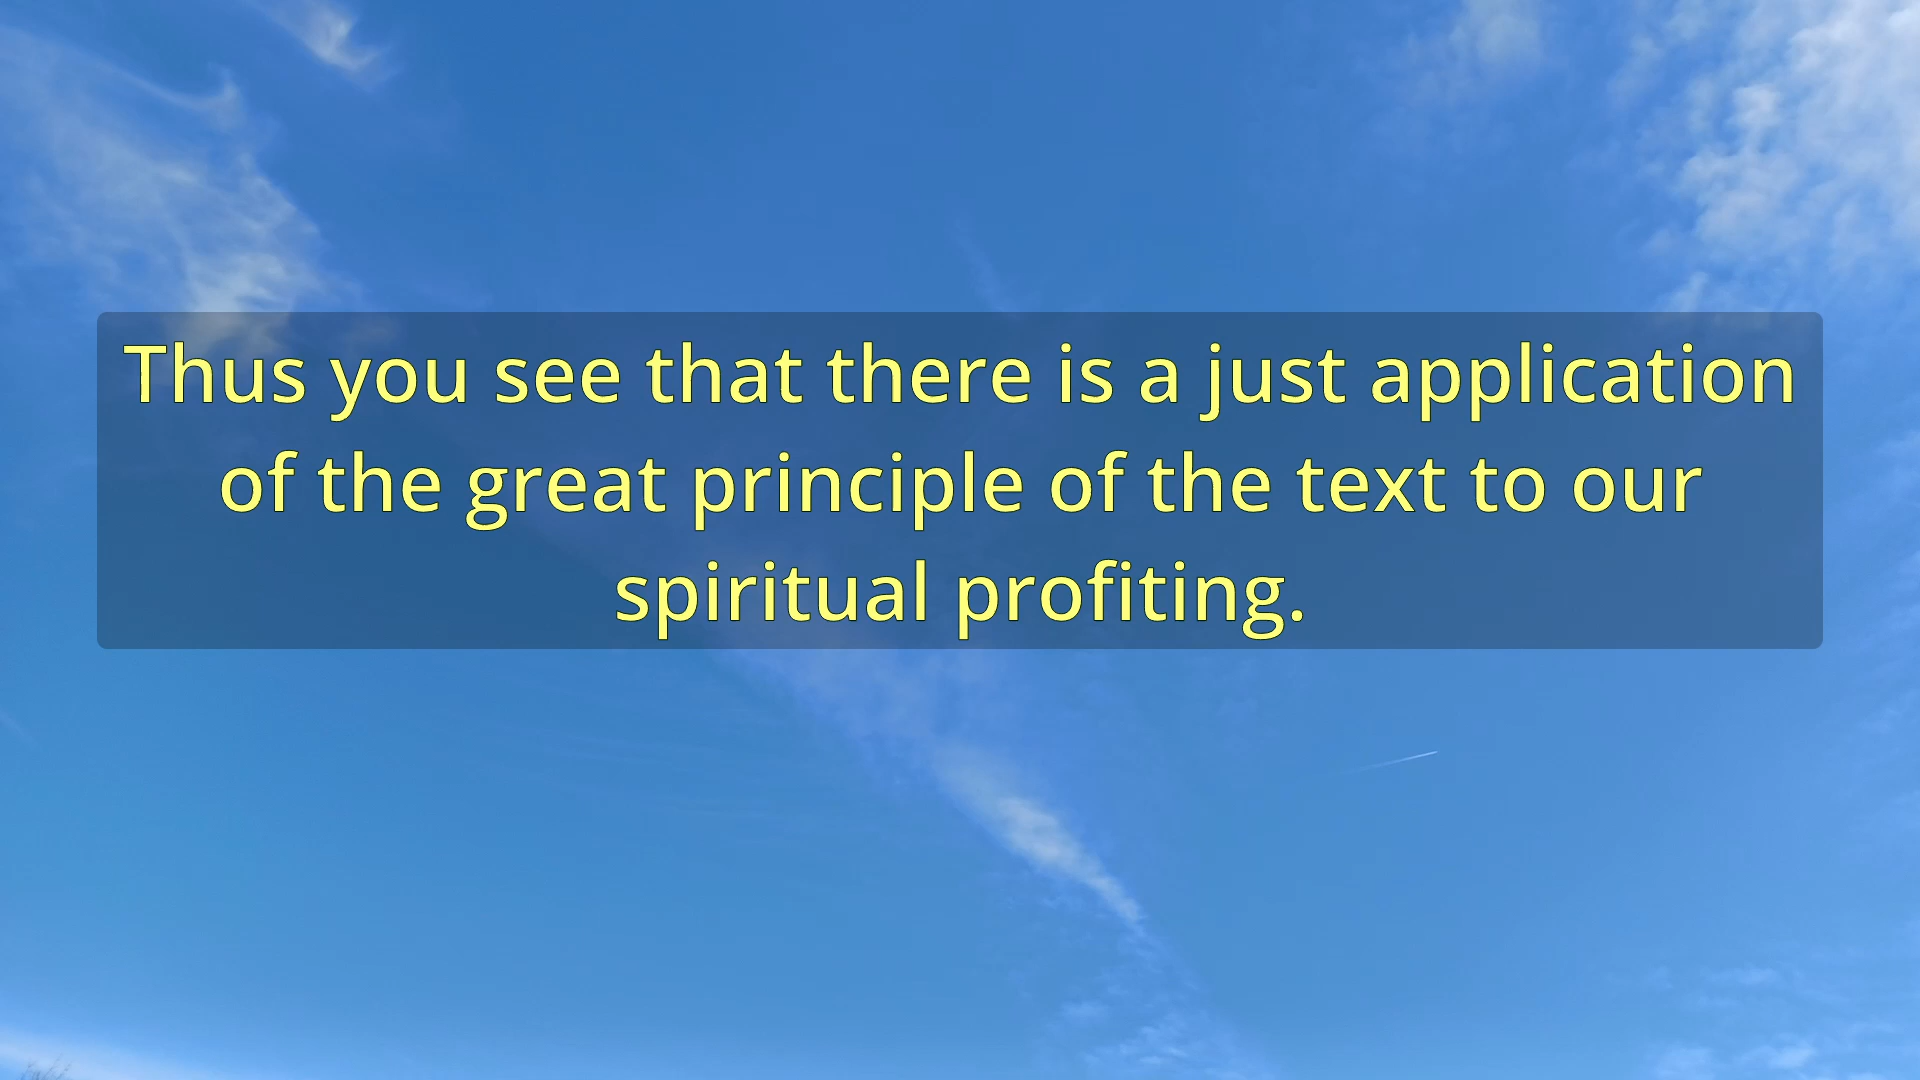 Thus you see that there is a just application
of the great principle of the text to our
spiritual profiting.